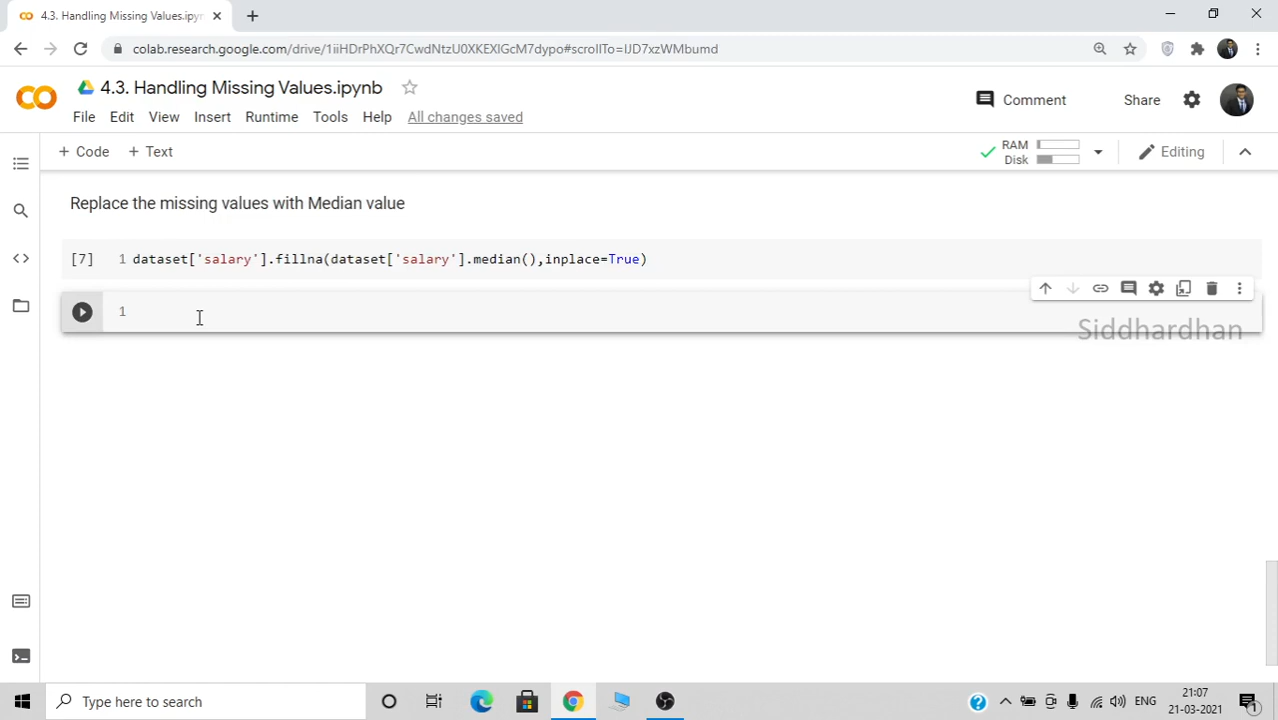 4.3. Handling Missing Values.ipyn
colab.research.google.com/drive/1iiHDrPhXQr7CwdNtzU0XKEXIGcM7dypo#scrollTo=IJD7xzWMbumd
4.3. Handling Missing Values.ipynb
Comment
Share
File Edit View Insert Runtime Tools Help All changes saved
+ Code + Text
RAM
Disk
Editing
Replace the missing values with Median value
[7] 1 dataset['salary'].fillna(dataset['salary'].median(),inplace=True)
1
Siddhardhan
Type here to search
ENG
21:07
21-03-2021
1